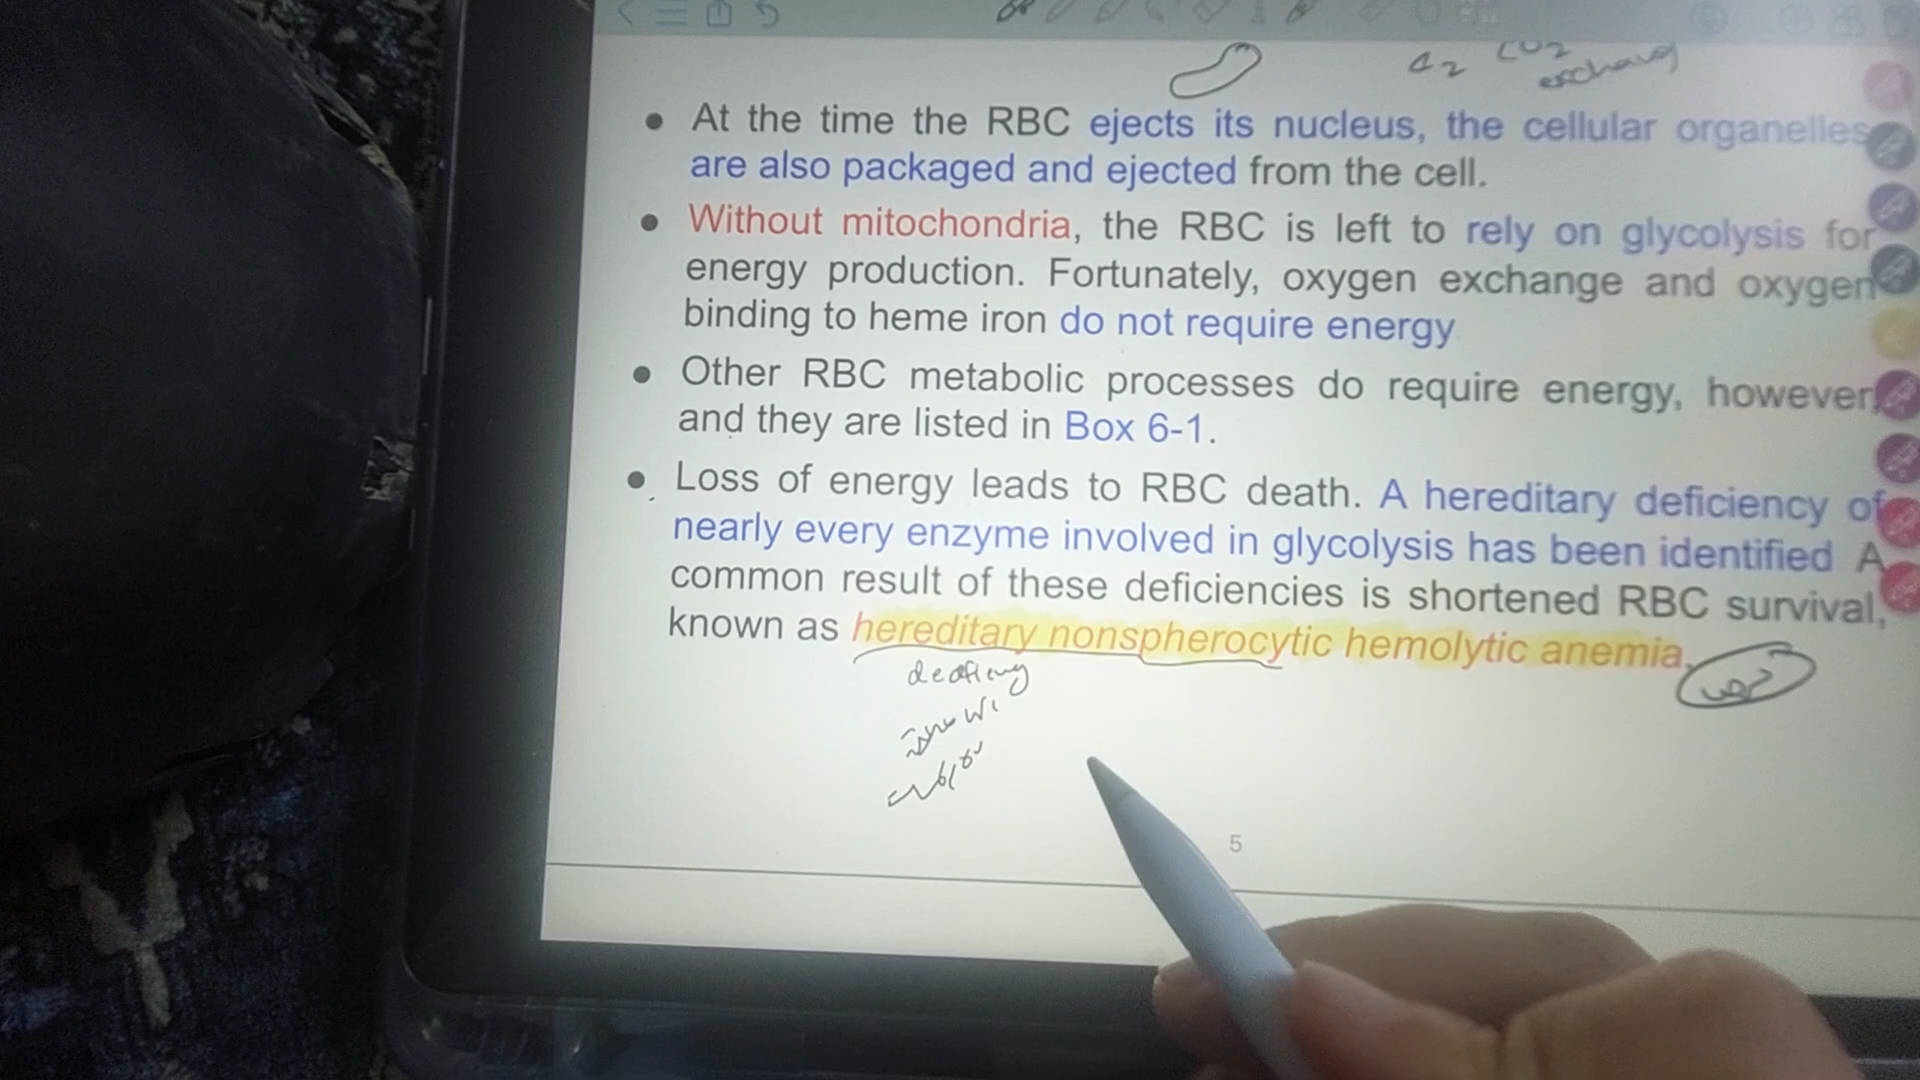 CO2
exchang
At the time the RBC ejects its nucleus, the cellular organelles
are also packaged and ejected from the cell.
Without mitochondria, the RBC is left to rely on glycolysis for
energy production. Fortunately, oxygen exchange and oxygen
binding to heme iron do not require energy
Other RBC metabolic processes do require energy, however,
and they are listed in Box 6-1.
Loss of energy leads to RBC death. A hereditary deficiency of
nearly every enzyme involved in glycolysis has been identified A
common result of these deficiencies is shortened RBC survival,
known as hereditary nonspherocytic hemolytic anemia.
5